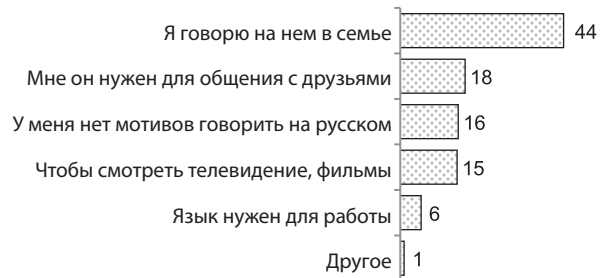 Я говорю на нем в семье 44
Мне он нужен для общения с друзьями 18
У меня нет мотивов говорить на русском 16
Чтобы смотреть телевидение, фильмы 15
Язык нужен для работы 6
Другое 1